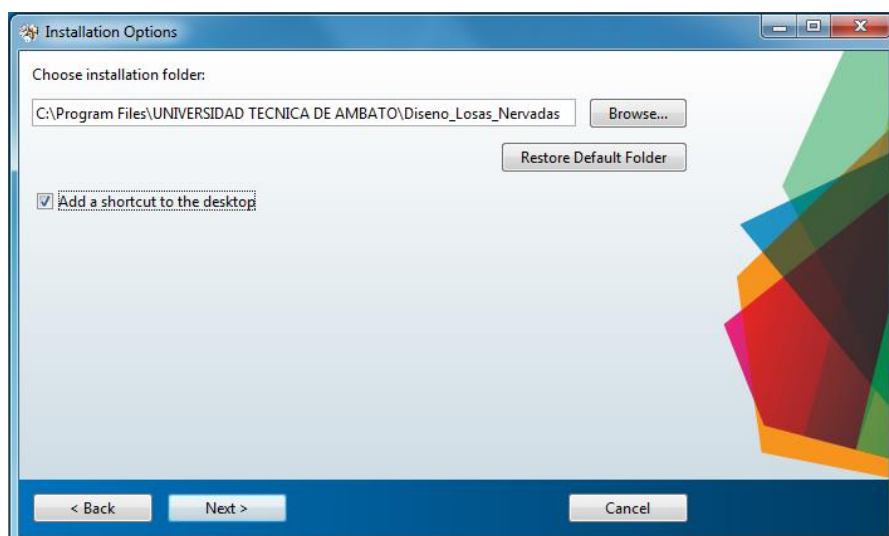 Installation Options
Choose installation folder:
C:\Program Files\UNIVERSIDAD TECNICA DE AMBATO\Diseno_Losas_Nervadas
Browse...
Restore Default Folder
Add a shortcut to the desktop
< Back
Next >
Cancel